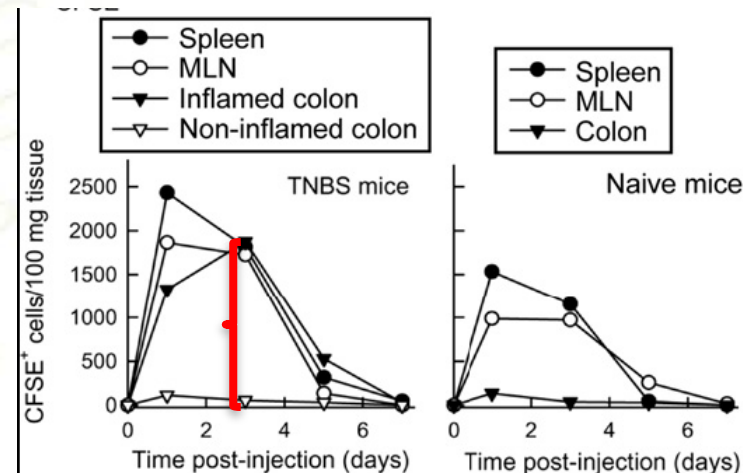 Spleen
MLN
Inflamed colon
Non-inflamed colon
Spleen
MLN
Colon
CFSE+ cells/100 mg tissue
2500
2000
1500
1000
500
0
TNBS mice
0 2 4 6
Time post-injection (days)
Naive mice
0 2 4 6
Time post-injection (days)